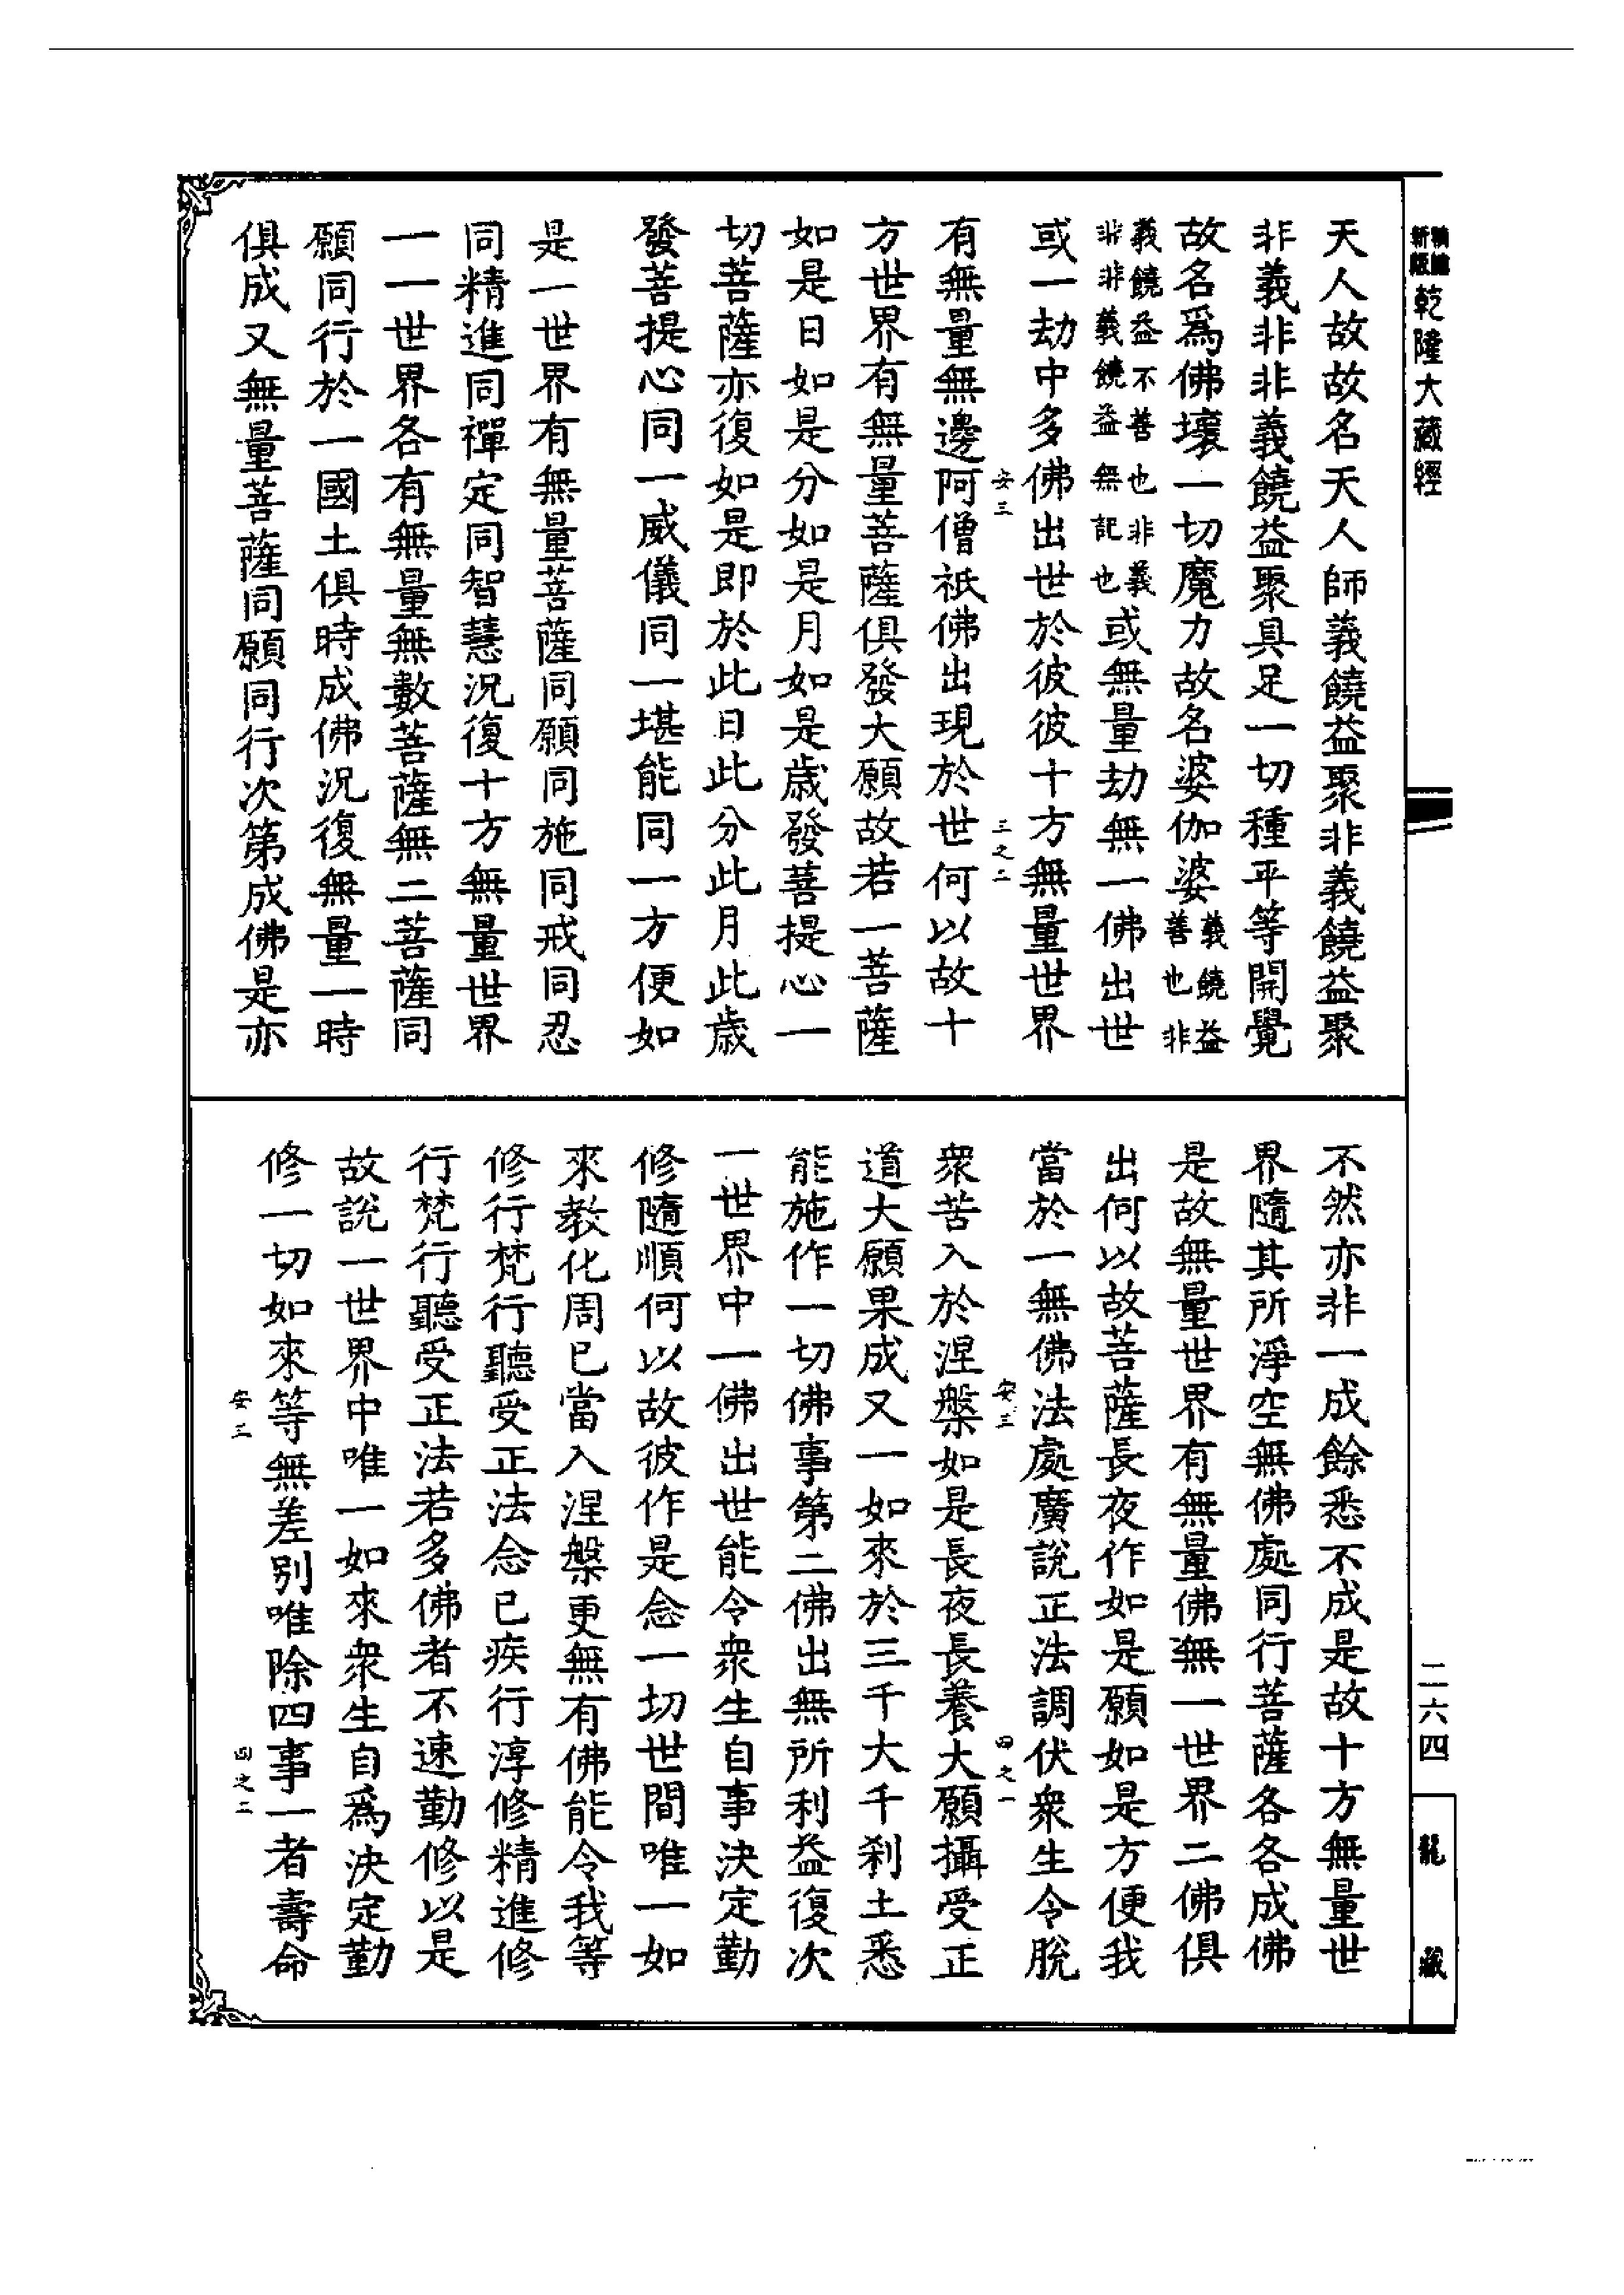 新編
新版
乾隆大藏經
天人故故名天人師義饒益聚非義饒益聚
非義非非義饒益聚具足一切種平等開覺
故名爲佛壞一切魔力故名婆伽婆義饒益善也非
義饒益不善也非義非非義饒益無記也或無量劫無一佛出世
或一劫中多佛出世於彼彼十方無量世界
安三 三之二
有無量無邊阿僧祇佛出現於世何以故十
方世界有無量菩薩俱發大願故若一菩薩
如是日如是分如是月如是歲發菩提心一
切菩薩亦復如是即於此日此分此月此歲
發菩提心同一威儀同一堪能同一方便如
是一世界有無量菩薩同願同施同戒同忍
同精進同禪定同智慧況復十方無量世界
一一世界各有無量無數菩薩無二菩薩同
願同行於一國土俱時成佛況復無量一時
俱成又無量菩薩同願同行次第成佛是亦
不然亦非一成餘悉不成是故十方無量世
界隨其所淨空無佛處同行菩薩各各成佛
是故無量世界有無量佛無一世界二佛俱
出何以故菩薩長夜作如是願如是方便我
當於一無佛法處廣說正法調伏衆生令脫
安三 四之一
衆苦入於涅槃如是長夜長養大願攝受正
道大願果成又一如來於三千大千剎土悉
能施作一切佛事第二佛出無所利益復次
一世界中一佛出世能令衆生自事決定勤
修隨順何以故彼作是念一切世間唯一如
來教化周已當入涅槃更無有佛能令我等
修行梵行聽受正法念已疾行淳修精進修
行梵行聽受正法若多佛者不速勤修以是
故說一世界中唯一如來衆生自爲決定勤
修一切如來等無差別唯除四事一者壽命
安三 四之二
二六四
龍藏